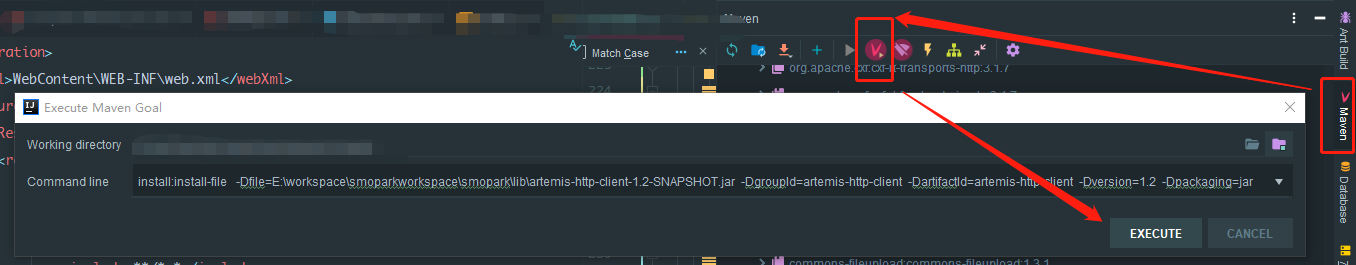 Maven
ration>
Match Case
Ant Build
l>WebContent\WEB-INF\web.xml</webXml>
org.apache.cxf:cxf-rt-transports-http:3.1.7
224
Execute Maven Goal
Maven
Working directory
Command line
install:install-file -Dfile=E:\workspace\smoparkworkspace\smopark\lib\artemis-http-client-1.2-SNAPSHOT.jar -DgroupId=artemis-http-client -DartifactId=artemis-http-client -Dversion=1.2 -Dpackaging=jar
Database
EXECUTE
CANCEL
commons-fileupload:commons-fileupload:1.3.1